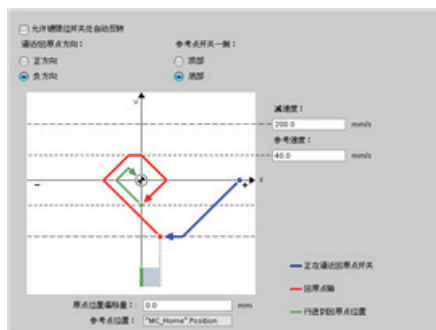 允许硬限位开关处自动反转
逼近/回原点方向：
参考点开关一侧：
正方向
顶部
负方向
底部
v
减速度：
200.0 mm/s
参考速度：
40.0 mm/s
- + x
正在逼近回原点开关
回原点轴
行进到回原点位置
原点位置偏移量： 0.0 mm
参考点位置： "MC_Home".Position